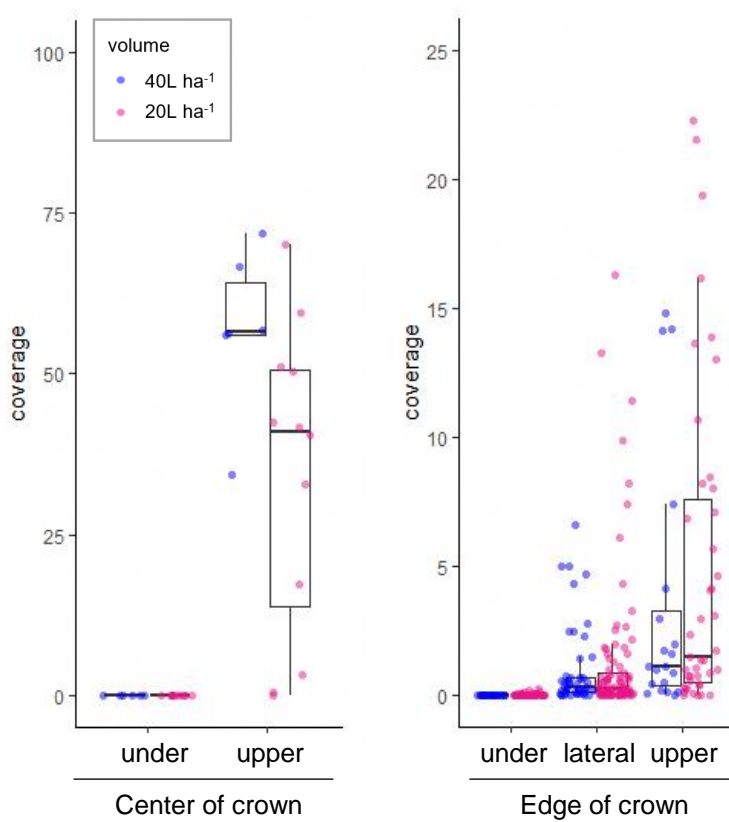 volume
40L ha⁻¹
20L ha⁻¹
coverage
100
75
50
25
0
under upper
Center of crown
coverage
25
20
15
10
5
0
under lateral upper
Edge of crown